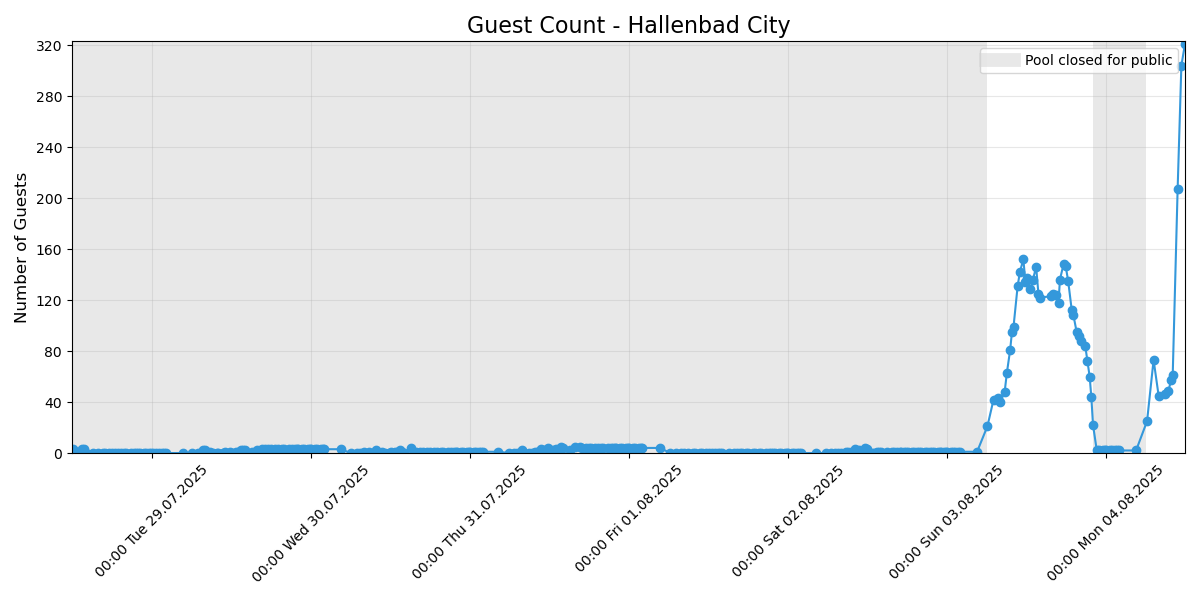 Guest Count - Hallenbad City
Pool closed for public
Number of Guests
320
280
240
200
160
120
80
40
0
00:00 Tue 29.07.2025
00:00 Wed 30.07.2025
00:00 Thu 31.07.2025
00:00 Fri 01.08.2025
00:00 Sat 02.08.2025
00:00 Sun 03.08.2025
00:00 Mon 04.08.2025